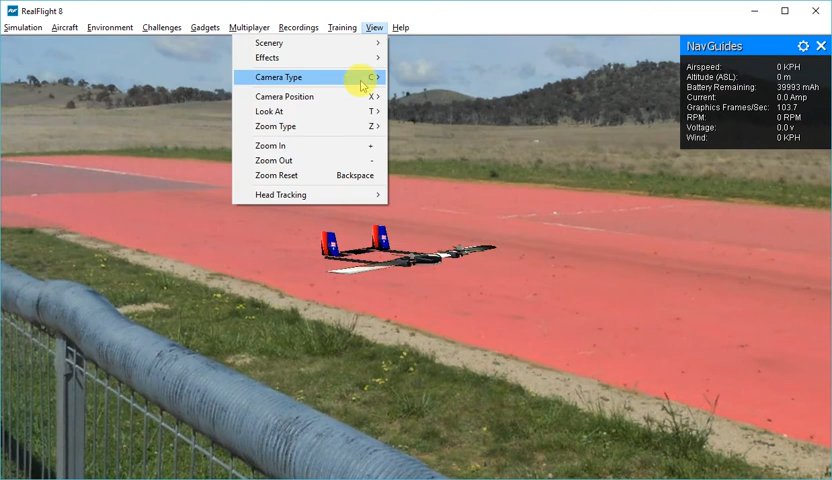 RealFlight 8
Simulation Aircraft Environment Challenges Gadgets Multiplayer Recordings Training View Help
Scenery
Effects
Camera Type C
Camera Position X
Look At T
Zoom Type Z
Zoom In +
Zoom Out -
Zoom Reset Backspace
Head Tracking
NavGuides
Airspeed: 0 KPH
Altitude (ASL): 0 m
Battery Remaining: 39993 mAh
Current: 0.0 Amp
Graphics Frames/Sec: 103.7
RPM: 0 RPM
Voltage: 0.0 v
Wind: 0 KPH